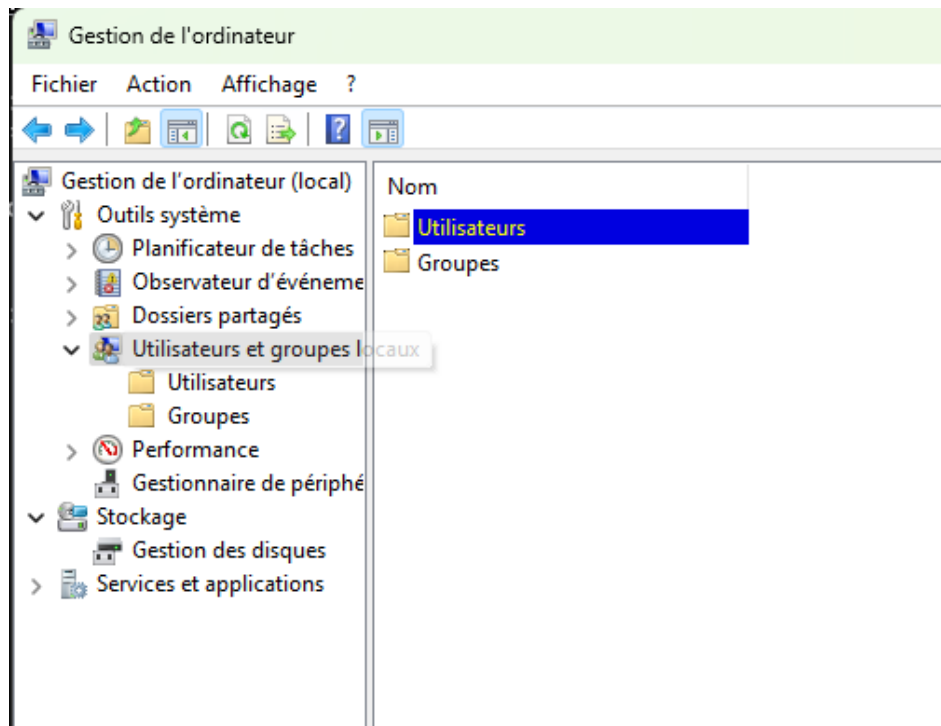 Gestion de l'ordinateur
Fichier Action Affichage ?
Gestion de l'ordinateur (local)
Outils système
Planificateur de tâches
Observateur d'événeme
Dossiers partagés
Utilisateurs et groupes locaux
Utilisateurs
Groupes
Performance
Gestionnaire de périphé
Stockage
Gestion des disques
Services et applications
Nom
Utilisateurs
Groupes